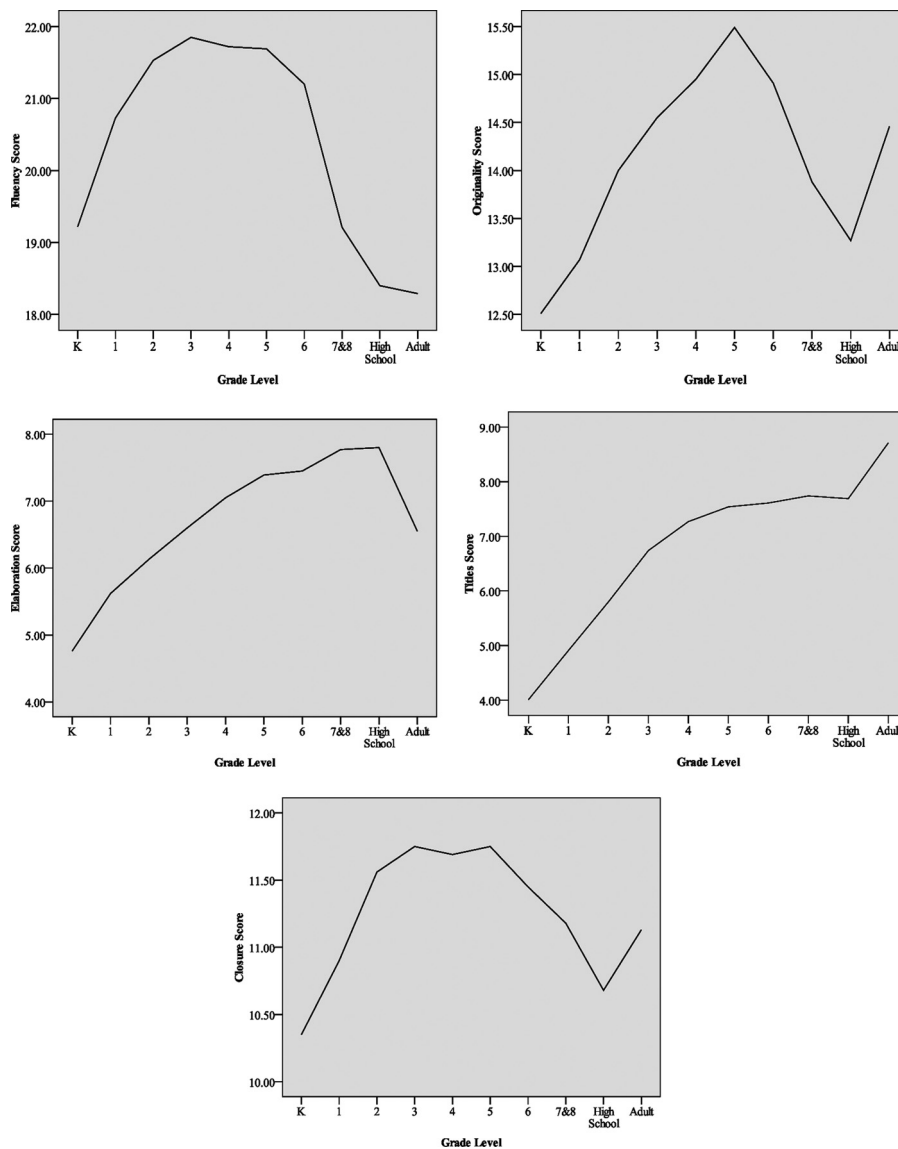 Fluency Score
22.00
21.00
20.00
19.00
18.00
K 1 2 3 4 5 6 7&8 High School Adult
Grade Level
Originality Score
15.50
15.00
14.50
14.00
13.50
13.00
12.50
K 1 2 3 4 5 6 7&8 High School Adult
Grade Level
Elaboration Score
8.00
7.00
6.00
5.00
4.00
K 1 2 3 4 5 6 7&8 High School Adult
Grade Level
Titles Score
9.00
8.00
7.00
6.00
5.00
4.00
K 1 2 3 4 5 6 7&8 High School Adult
Grade Level
Closure Score
12.00
11.50
11.00
10.50
10.00
K 1 2 3 4 5 6 7&8 High School Adult
Grade Level